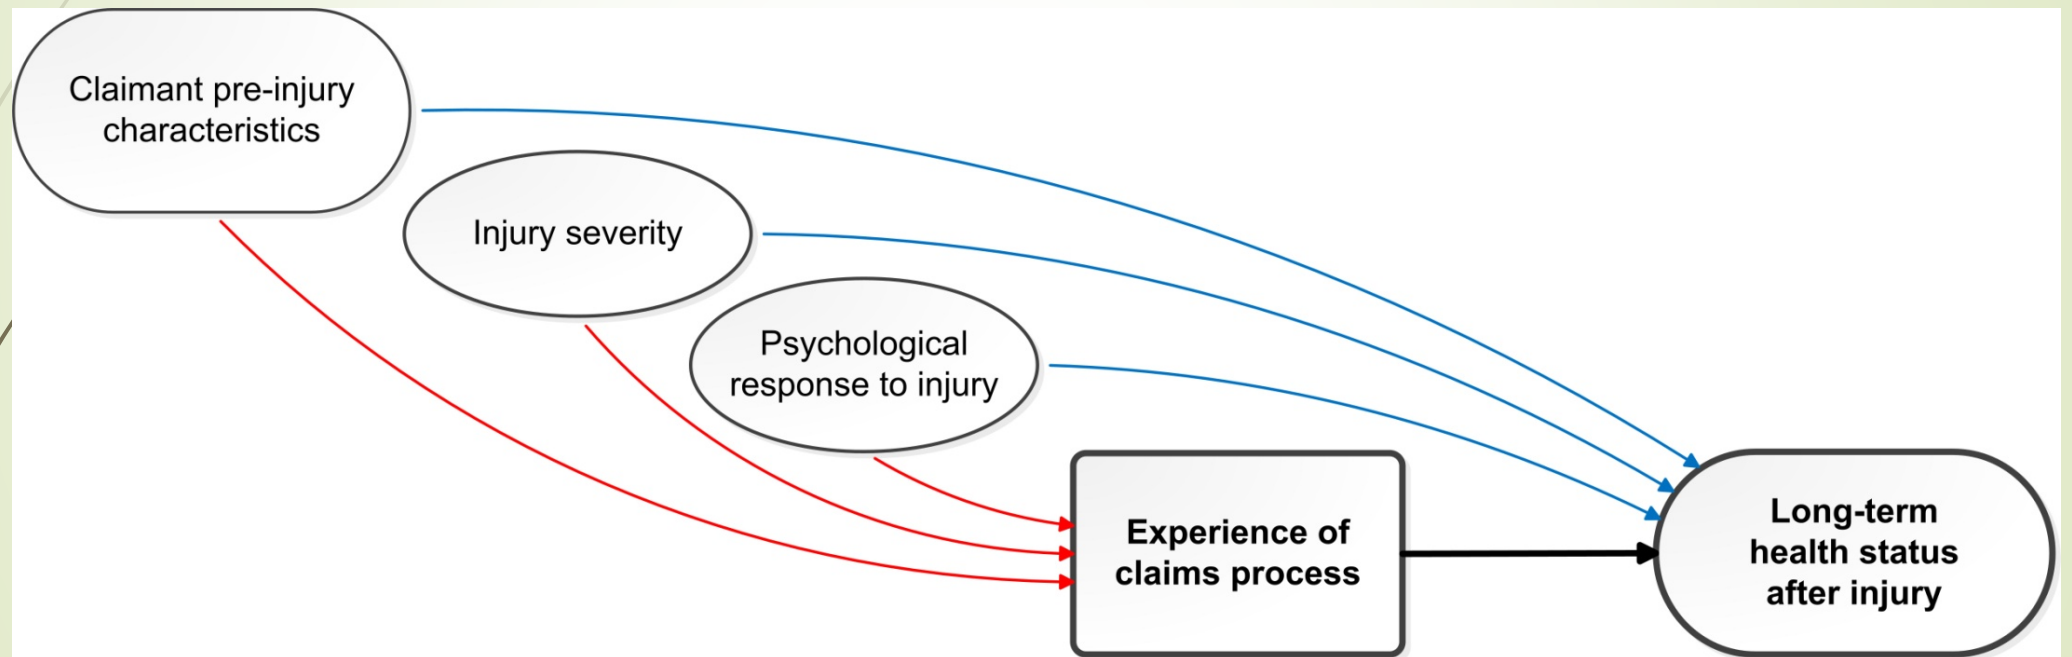 Claimant pre-injury
characteristics
Injury severity
Psychological
response to injury
Experience of
claims process
Long-term
health status
after injury